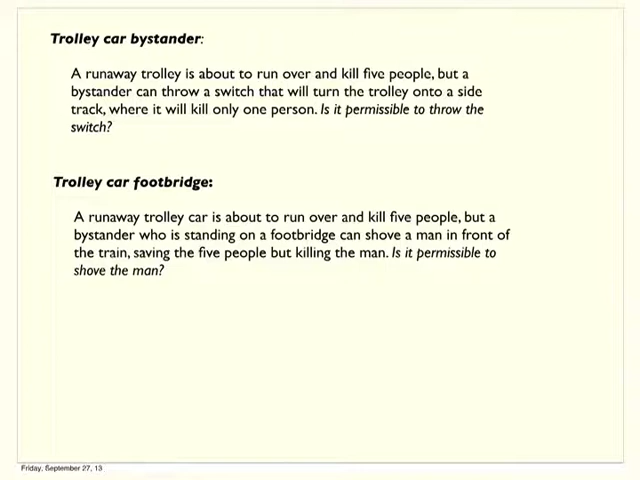 Trolley car bystander:
A runaway trolley is about to run over and kill five people, but a
bystander can throw a switch that will turn the trolley onto a side
track, where it will kill only one person. Is it permissible to throw the
switch?
Trolley car footbridge:
A runaway trolley car is about to run over and kill five people, but a
bystander who is standing on a footbridge can shove a man in front of
the train, saving the five people but killing the man. Is it permissible to
shove the man?
Friday, September 27, 13